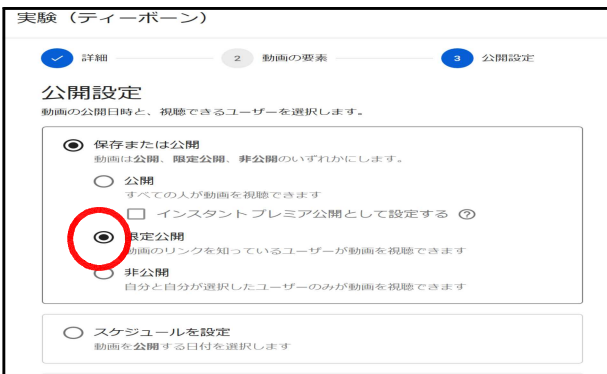 実験（ティーボーン）
詳細
2 動画の要素
3 公開設定
公開設定
動画の公開日時と、視聴できるユーザーを選択します。
保存または公開
動画は公開、限定公開、非公開のいずれかにします。
公開
すべての人が動画を視聴できます
インスタント プレミア公開として設定する ?
限定公開
動画のリンクを知っているユーザーが動画を視聴できます
非公開
自分と自分が選択したユーザーのみが動画を視聴できます
スケジュールを設定
動画を公開する日付を選択します